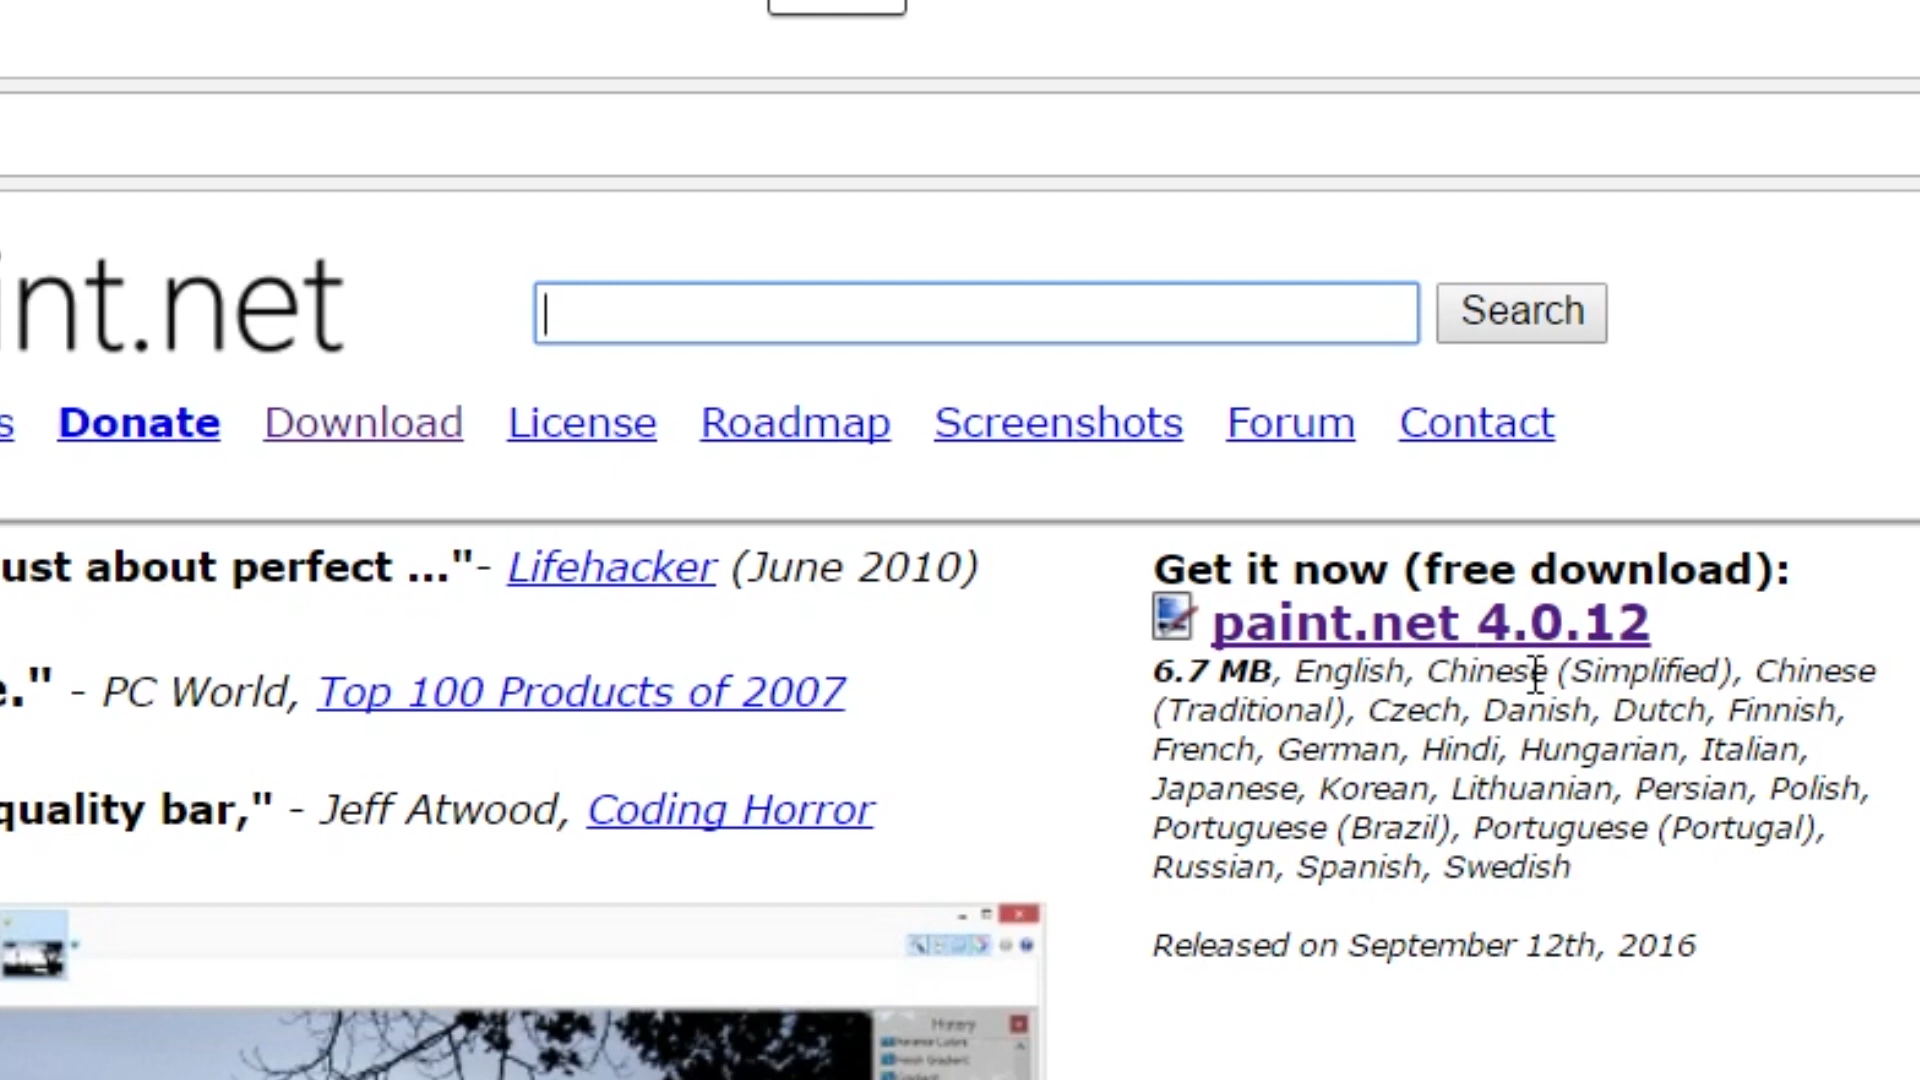 int.net
Search
s Donate Download License Roadmap Screenshots Forum Contact
ust about perfect ..."- Lifehacker (June 2010)
e." - PC World, Top 100 Products of 2007
quality bar," - Jeff Atwood, Coding Horror
Get it now (free download):
paint.net 4.0.12
6.7 MB, English, Chinese (Simplified), Chinese
(Traditional), Czech, Danish, Dutch, Finnish,
French, German, Hindi, Hungarian, Italian,
Japanese, Korean, Lithuanian, Persian, Polish,
Portuguese (Brazil), Portuguese (Portugal),
Russian, Spanish, Swedish
Released on September 12th, 2016
History
Gradient